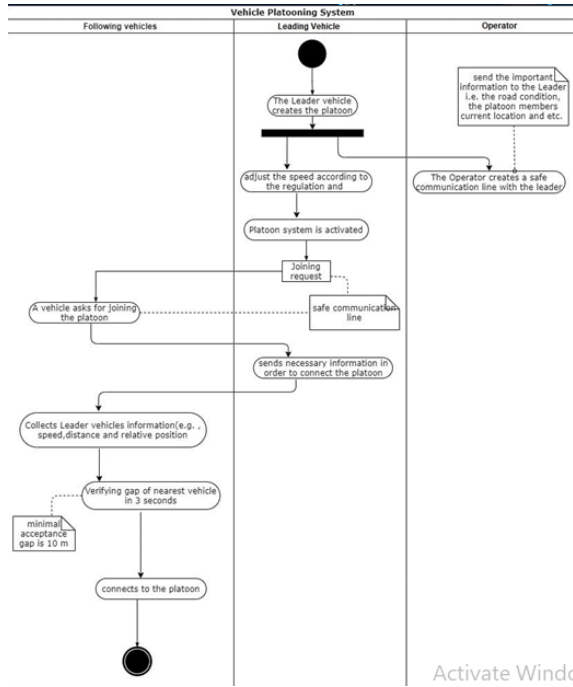 Vehicle Platooning System
Following vehicles
Leading Vehicle
Operator
send the important
information to the Leader
i.e. the road condition,
the platoon members
current location and etc.
The Leader vehicle
creates the platoon
adjust the speed according to
the regulation and
The Operator creates a safe
communication line with the leader
Platoon system is activated
Joining
request
A vehicle asks for joining
the platoon
safe communication
line
sends necessary information in
order to connect the platoon
Collects Leader vehicles information(e.g. ,
speed,distance and relative position
Verifying gap of nearest vehicle
in 3 seconds
minimal
acceptance
gap is 10 m
connects to the platoon
Activate Windo